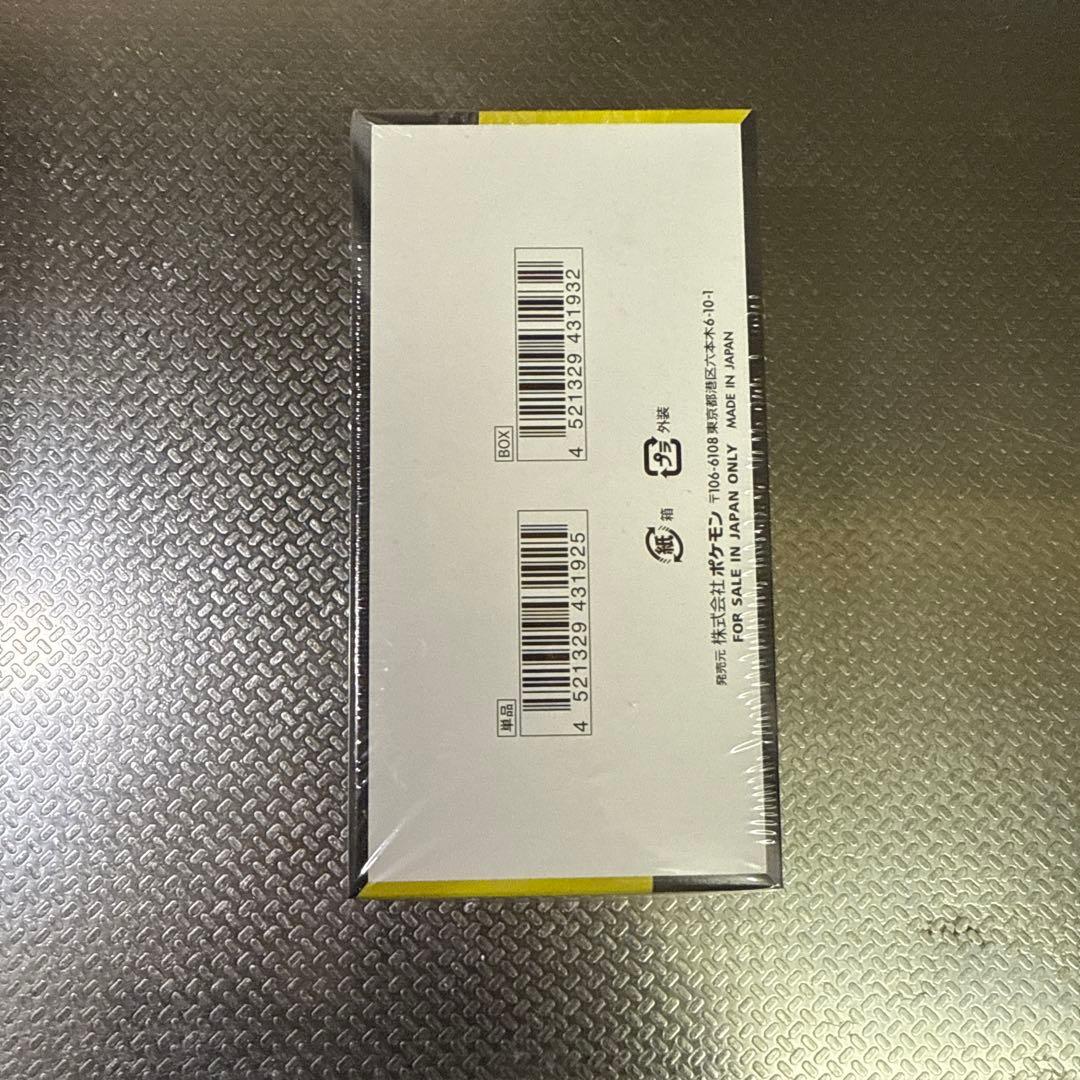 BOX
4 521329 431932
単品
4 521329 431925
プラ 外装
紙 箱
発売元 株式会社ポケモン 〒106-6108 東京都港区六本木6-10-1
FOR SALE IN JAPAN ONLY MADE IN JAPAN